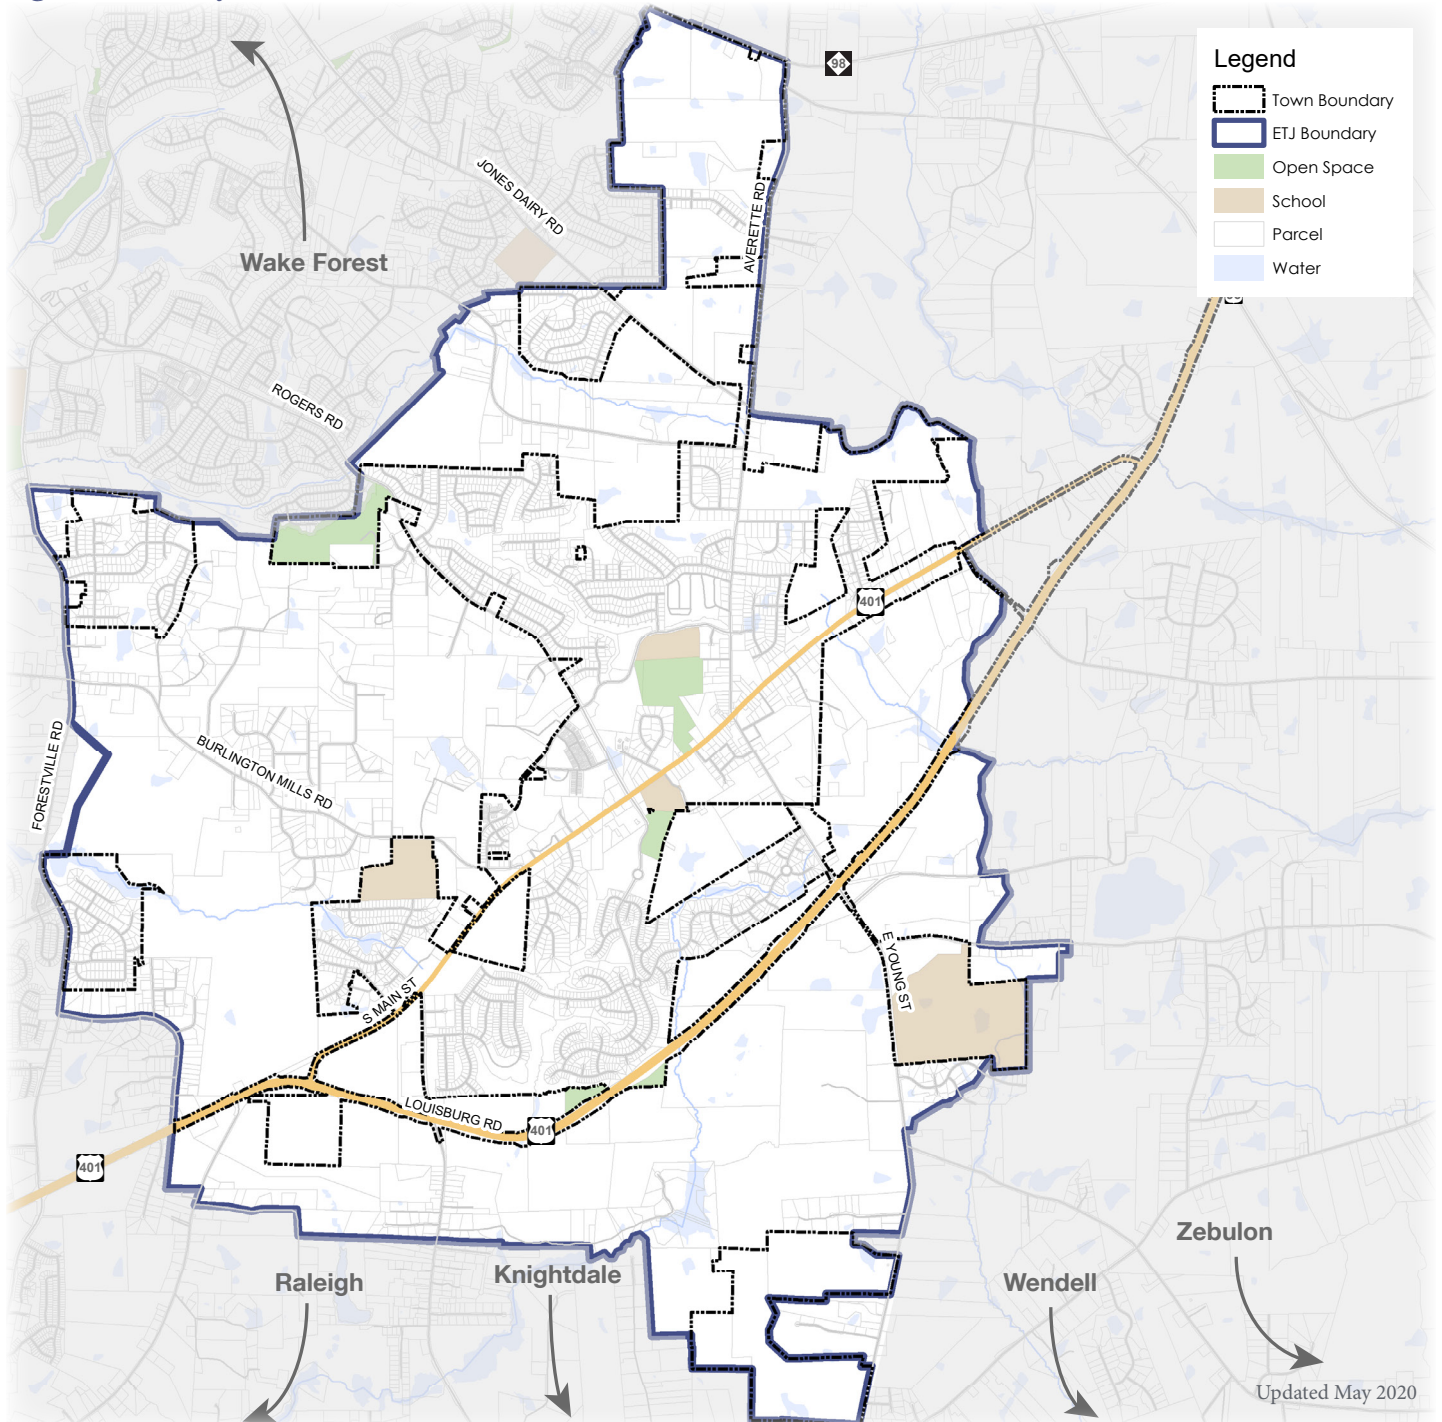 98
Legend
Town Boundary
ETJ Boundary
Open Space
School
Parcel
Water
JONES DAIRY RD
AVERETTE RD
Wake Forest
ROGERS RD
401
FORESTVILLE RD
BURLINGTON MILLS RD
E YOUNG ST
S MAIN ST
LOUISBURG RD
401
401
Zebulon
Raleigh
Knightdale
Wendell
Updated May 2020